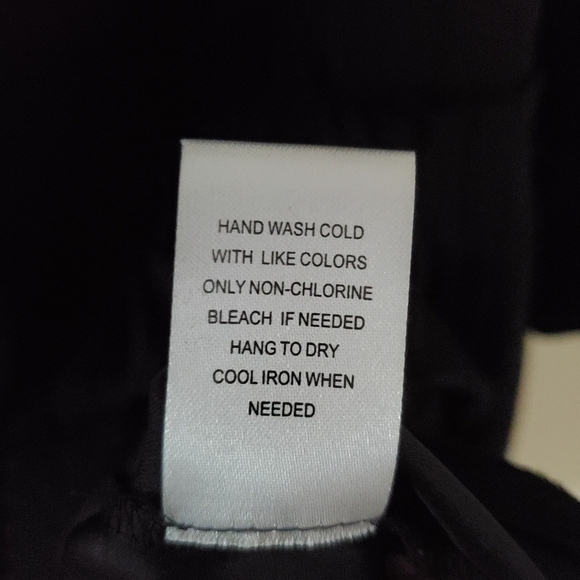 HAND WASH COLD
WITH LIKE COLORS
ONLY NON-CHLORINE
BLEACH IF NEEDED
HANG TO DRY
COOL IRON WHEN
NEEDED